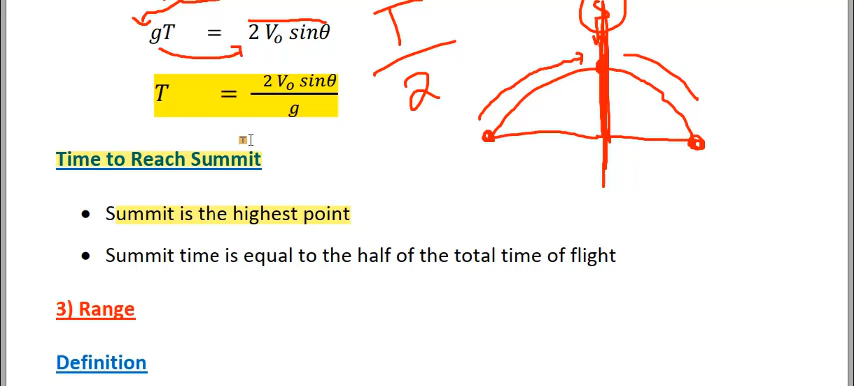 gT = 2 V₀ sinθ
T = 2 V₀ sinθ / g
T / 2
Time to Reach Summit
• Summit is the highest point
• Summit time is equal to the half of the total time of flight
3) Range
Definition